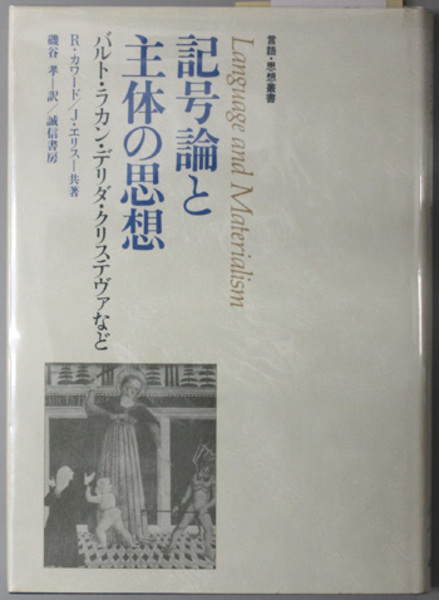 言語・思想叢書
Language and Materialism
記号論と
主体の思想
バルト・ラカン・デリダ・クリステヴァなど
R・カワード/J・エリス—共著
磯谷 孝—訳/誠信書房